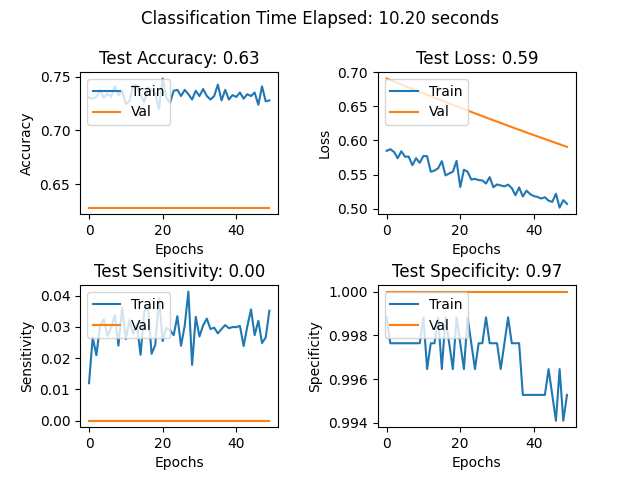 Classification Time Elapsed: 10.20 seconds
Test Accuracy: 0.63
Test Loss: 0.59
0.75
0.70
0.65
Accuracy
Train
Val
0
20
40
Epochs
0.70
0.65
0.60
0.55
0.50
Loss
Train
Val
0
20
40
Epochs
Test Sensitivity: 0.00
Test Specificity: 0.97
0.04
0.03
0.02
0.01
0.00
Sensitivity
Train
Val
0
20
40
Epochs
1.000
0.998
0.996
0.994
Specificity
Train
Val
0
20
40
Epochs